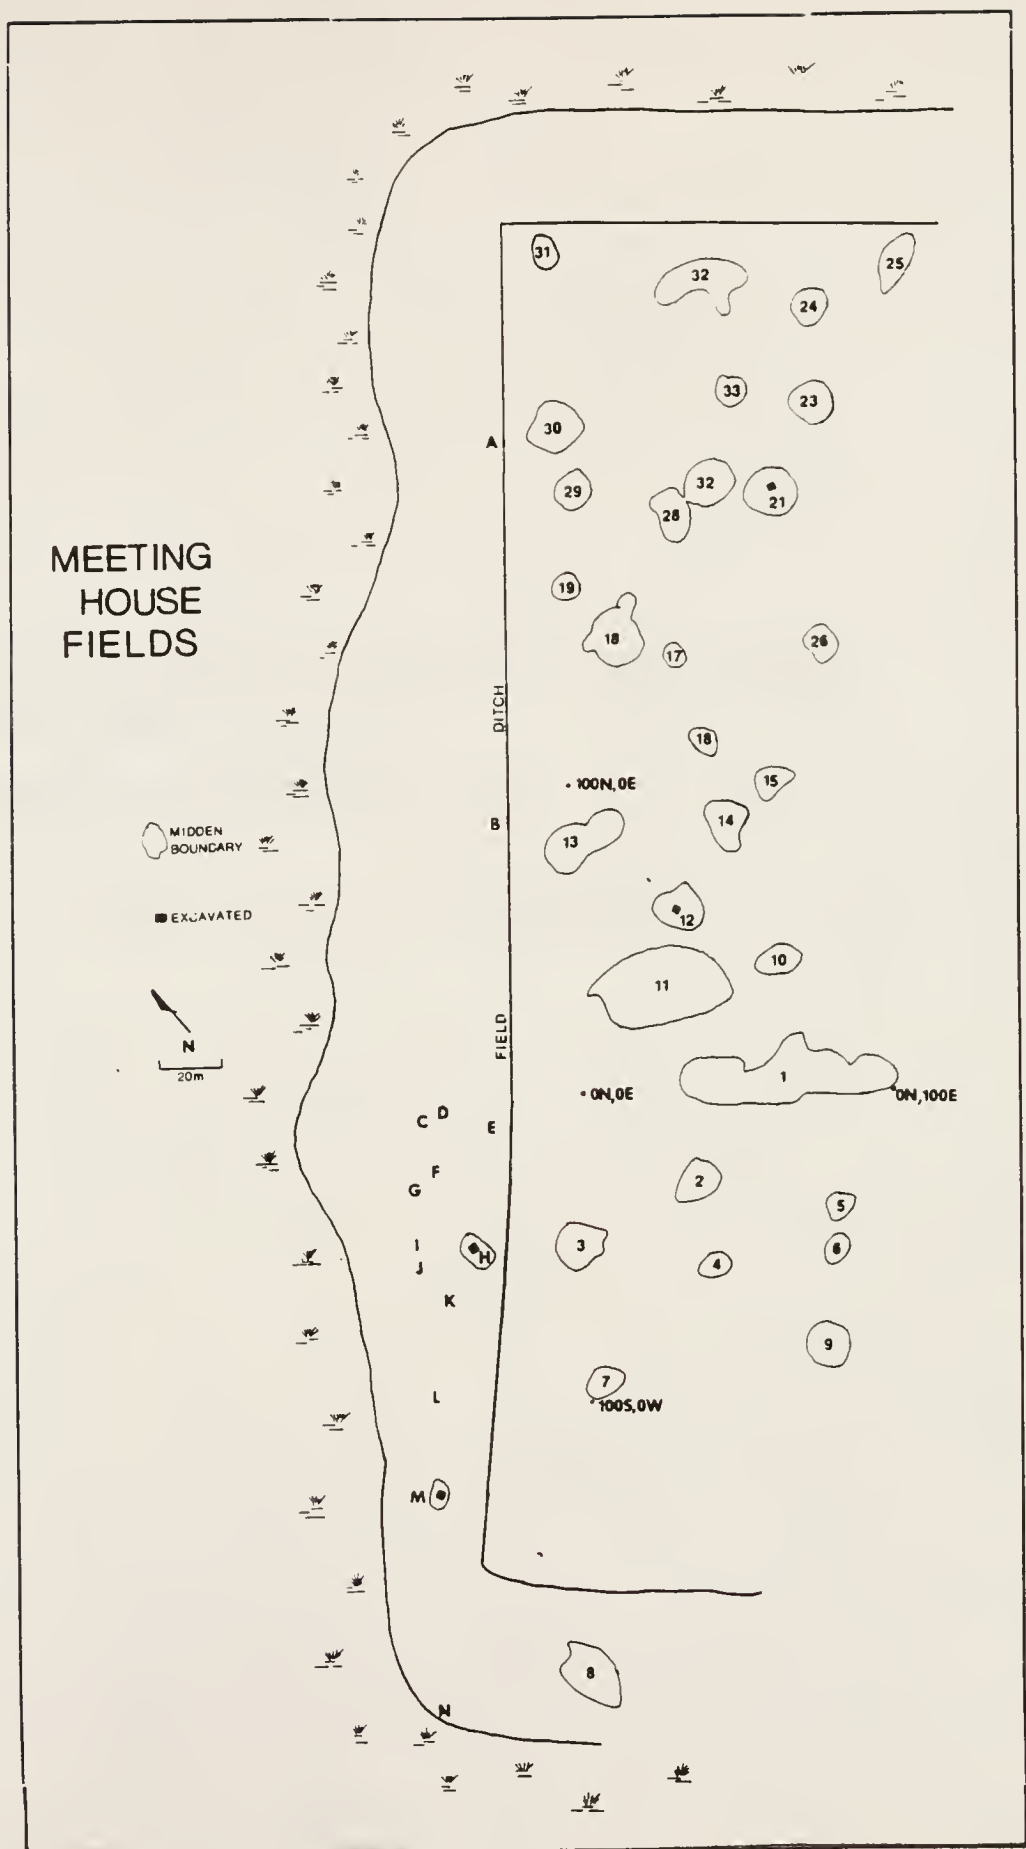 31
32
25
24
33
23
30
A
29
32
21
28
MEETING
HOUSE
FIELDS
19
18
17
26
DITCH
18
15
100N,0E
14
B
13
MIDDEN
BOUNDARY
12
EXCAVATED
10
11
FIELD
N
20m
1
0N,0E
0N,100E
D
C
E
F
2
G
5
I
H
3
6
J
4
K
9
7
L
100S,0W
M
8
N